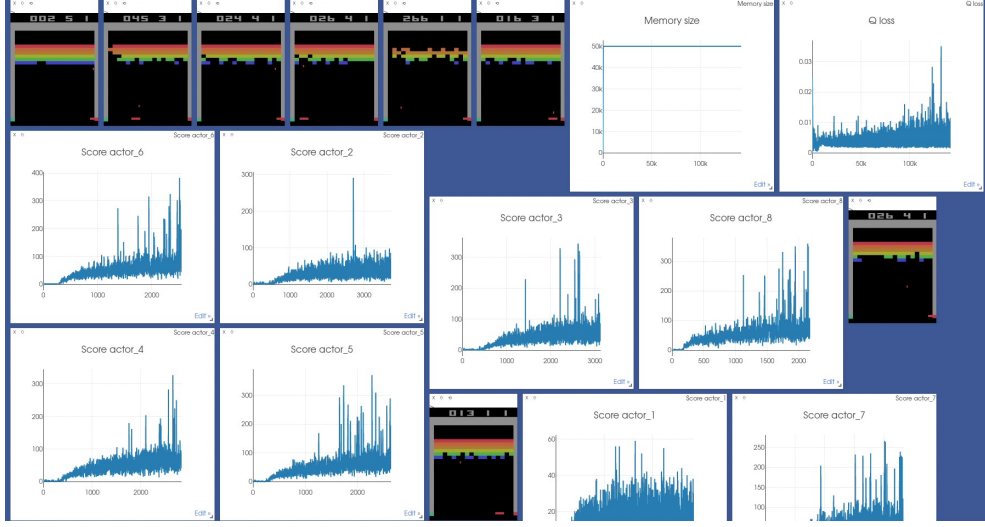 Memory size
Q loss
002 5 1
045 3 1
024 4 1
026 4 1
266 1 1
016 3 1
Memory size
50k
40k
30k
20k
10k
0
0
50k
100k
Edit »
Q loss
0.03
0.02
0.01
0
0
50k
100k
Edit »
Score actor_6
Score actor_6
400
300
200
100
0
0
1000
2000
Edit »
Score actor_2
Score actor_2
300
200
100
0
0
1000
2000
3000
Edit »
Score actor_3
Score actor_3
300
200
100
0
0
1000
2000
3000
Edit »
Score actor_8
Score actor_8
300
200
100
0
0
500
1000
1500
2000
Edit »
026 4 1
Score actor_4
Score actor_4
300
200
100
0
0
1000
2000
Edit »
Score actor_5
Score actor_5
300
200
100
0
0
1000
2000
Edit »
013 1 1
Score actor_1
Score actor_1
60
40
20
Score actor_7
Score actor_7
250
200
150
100
50